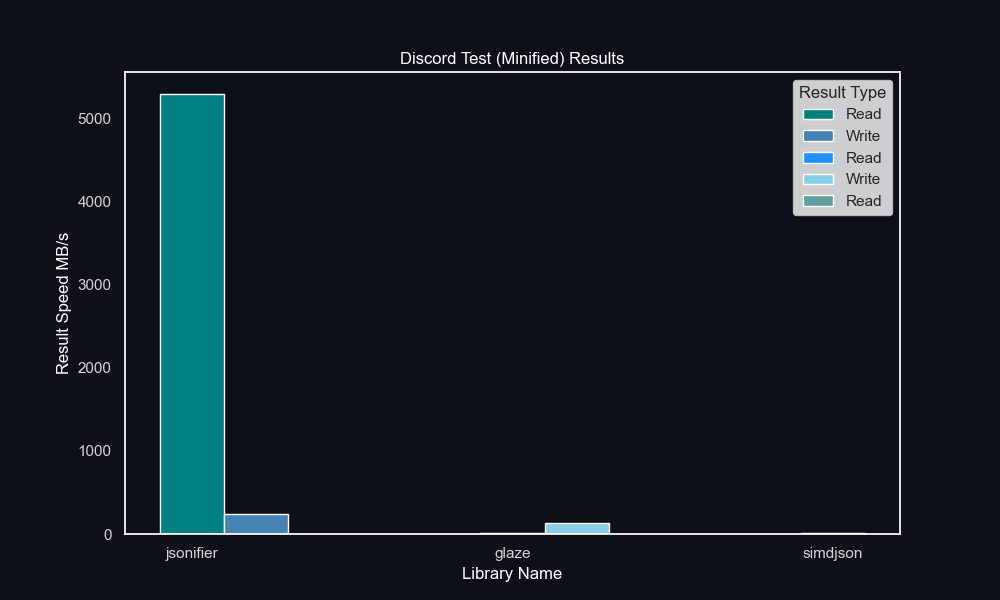 Discord Test (Minified) Results
Result Type
Read
Write
Read
Write
Read
5000
4000
3000
2000
1000
0
Result Speed MB/s
jsonifier
glaze
simdjson
Library Name